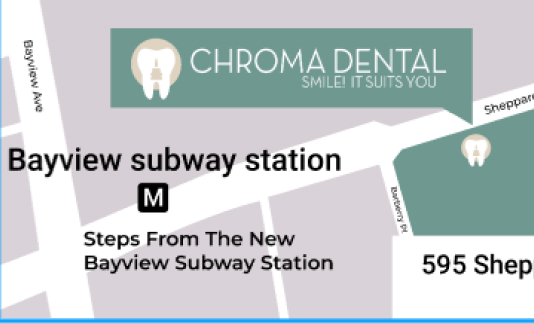 CHROMA DENTAL
SMILE! IT SUITS YOU
Bayview Ave
Bayview subway station
M
Steps From The New
Bayview Subway Station
Barberry Pl
595